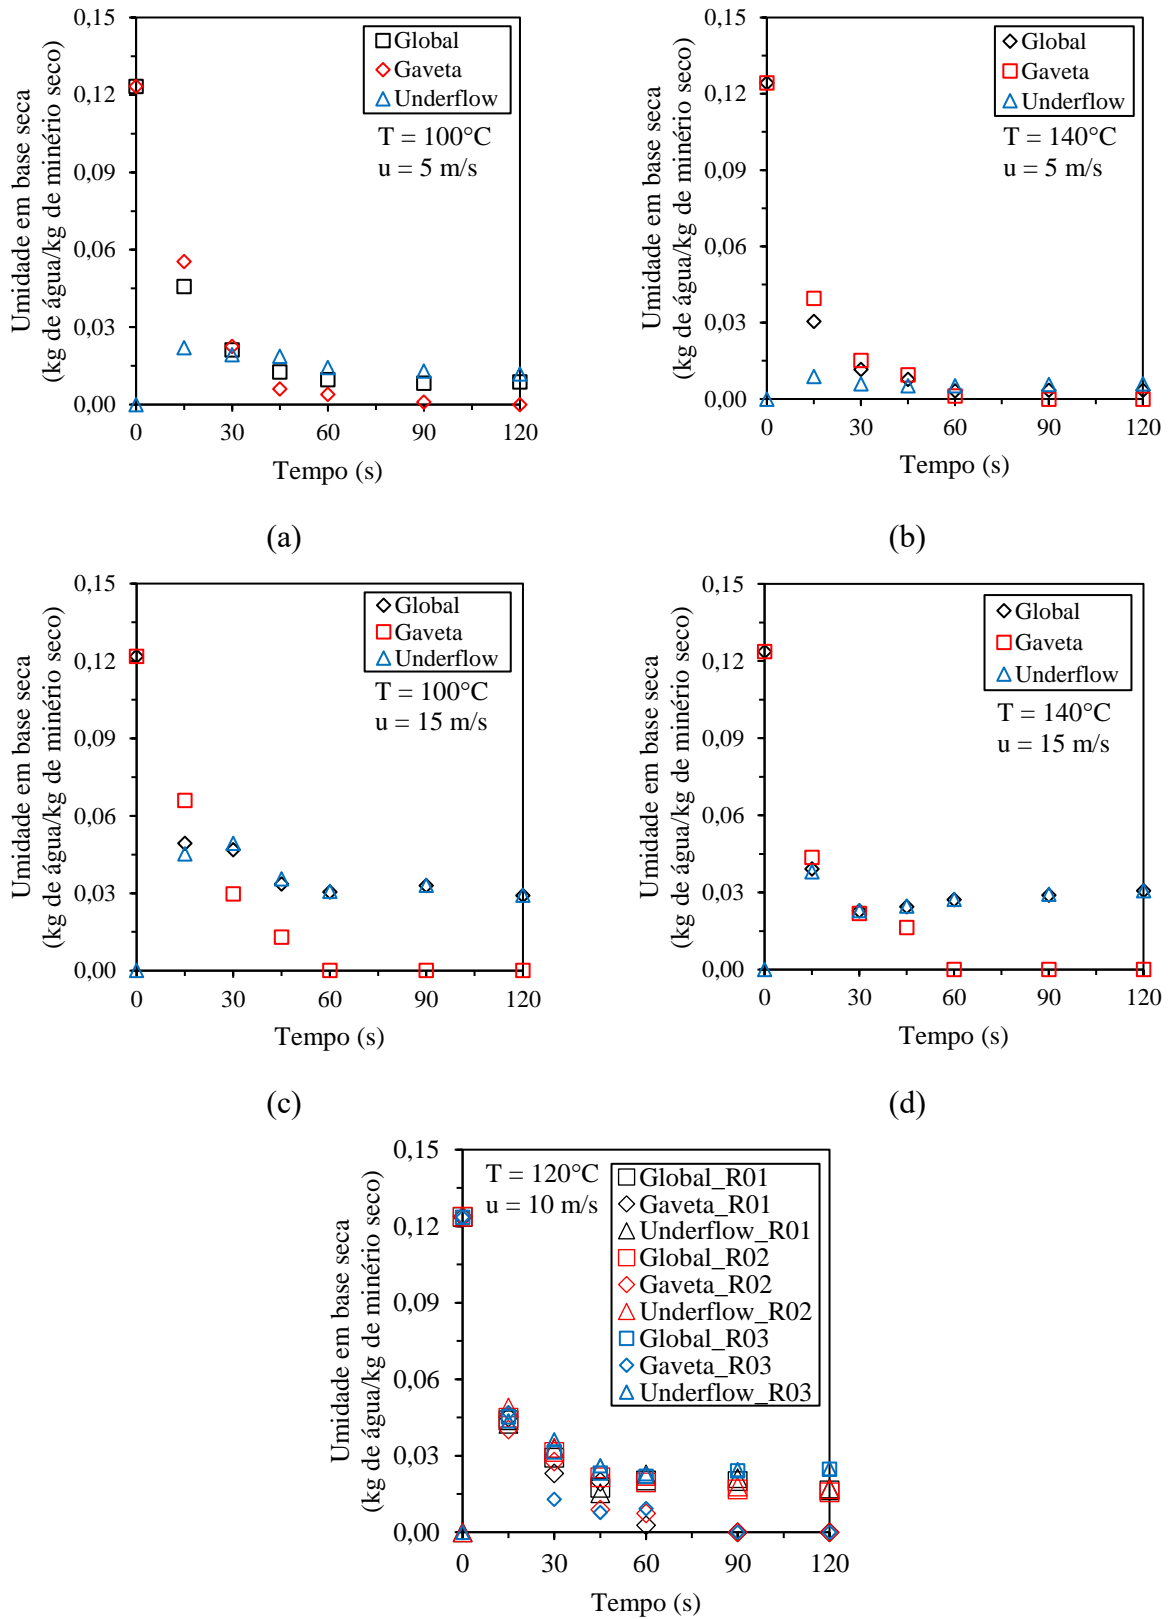 0,15
0,12
0,09
0,06
0,03
0,00
0 30 60 90 120
Umidade em base seca
(kg de água/kg de minério seco)
Tempo (s)
Global
Gaveta
Underflow
T = 100°C
u = 5 m/s
(a)
0,15
0,12
0,09
0,06
0,03
0,00
0 30 60 90 120
Umidade em base seca
(kg de água/kg de minério seco)
Tempo (s)
Global
Gaveta
Underflow
T = 140°C
u = 5 m/s
(b)
0,15
0,12
0,09
0,06
0,03
0,00
0 30 60 90 120
Umidade em base seca
(kg de água/kg de minério seco)
Tempo (s)
Global
Gaveta
Underflow
T = 100°C
u = 15 m/s
(c)
0,15
0,12
0,09
0,06
0,03
0,00
0 30 60 90 120
Umidade em base seca
(kg de água/kg de minério seco)
Tempo (s)
Global
Gaveta
Underflow
T = 140°C
u = 15 m/s
(d)
0,15
0,12
0,09
0,06
0,03
0,00
0 30 60 90 120
Umidade em base seca
(kg de água/kg de minério seco)
Tempo (s)
T = 120°C
u = 10 m/s
Global_R01
Gaveta_R01
Underflow_R01
Global_R02
Gaveta_R02
Underflow_R02
Global_R03
Gaveta_R03
Underflow_R03